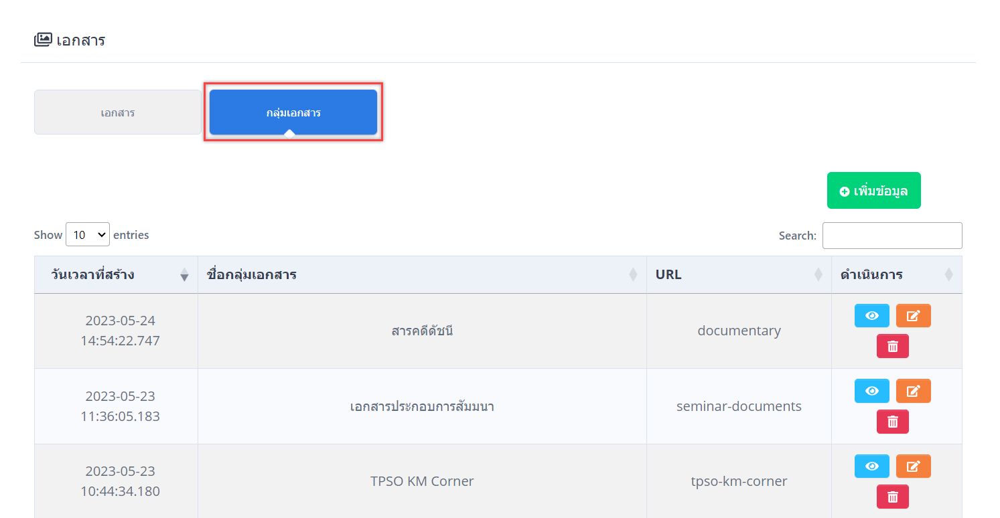 เอกสาร
เอกสาร
กลุ่มเอกสาร
เพิ่มข้อมูล
Show 10 entries
Search:
วันเวลาที่สร้าง ชื่อกลุ่มเอกสาร URL ดำเนินการ
2023-05-24
14:54:22.747
สารคดีดัชนี
documentary
2023-05-23
11:36:05.183
เอกสารประกอบการสัมมนา
seminar-documents
2023-05-23
10:44:34.180
TPSO KM Corner
tpso-km-corner